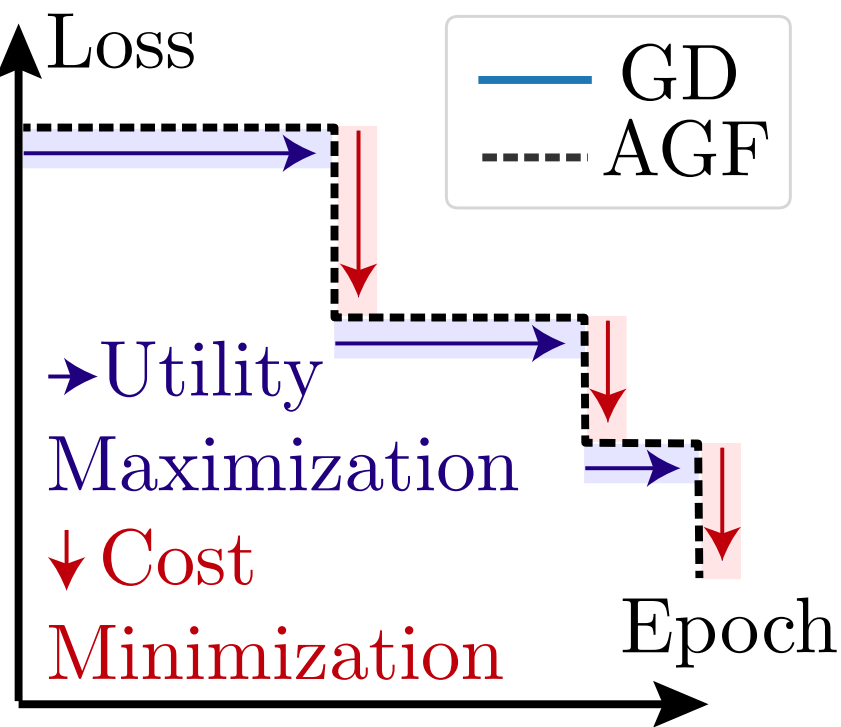 Loss
GD
AGF
Utility
Maximization
Cost
Minimization
Epoch